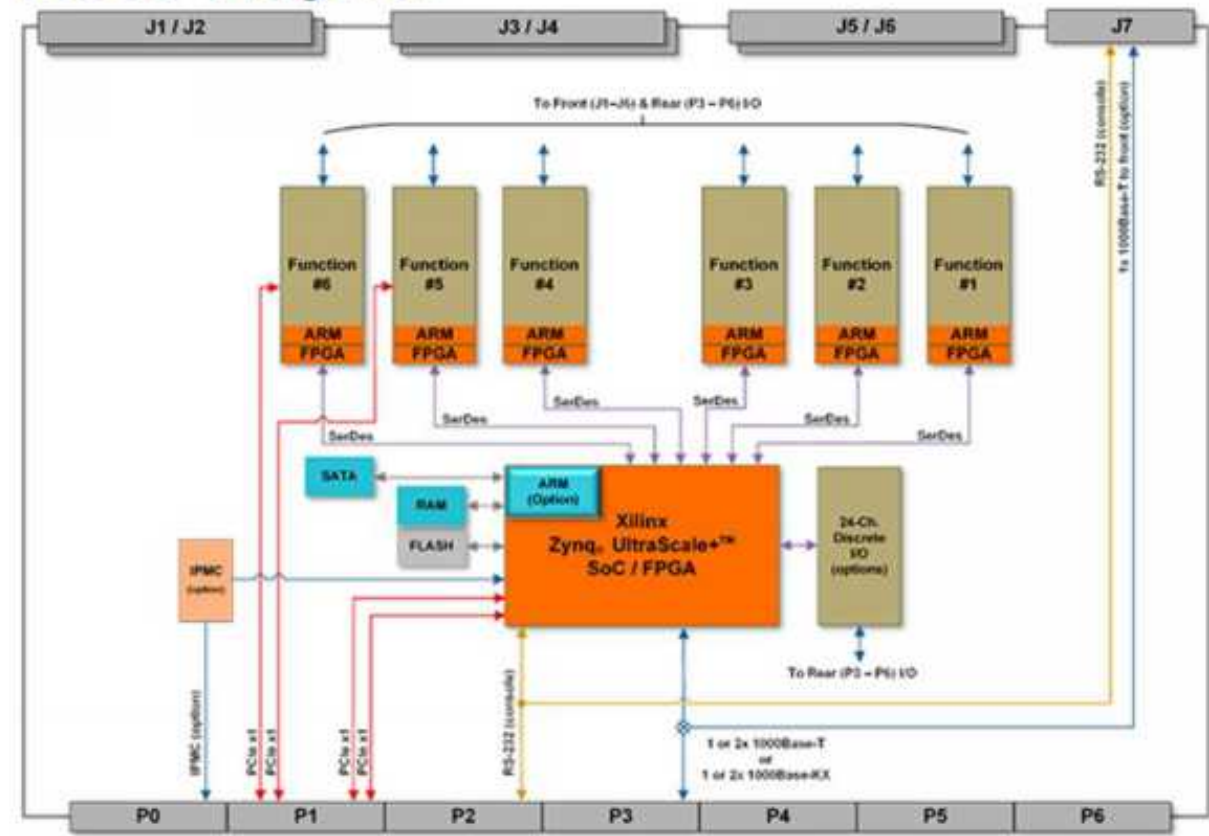 J1 / J2
J3 / J4
J5 / J6
J7
To Front (J1–J6) & Rear (P3 – P6) I/O
RS-232 (console)
1x 1000Base-T to front (option)
Function
#6
ARM
FPGA
Function
#5
ARM
FPGA
Function
#4
ARM
FPGA
Function
#3
ARM
FPGA
Function
#2
ARM
FPGA
Function
#1
ARM
FPGA
SerDes
SerDes
SerDes
SerDes
SerDes
SerDes
SATA
RAM
FLASH
ARM
(Option)
Xilinx
Zynq® UltraScale+™
SoC / FPGA
24-Ch.
Discrete
I/O
(options)
IPMC
(option)
To Rear (P3 – P6) I/O
IPMC (option)
PCIe x1
PCIe x1
PCIe x1
PCIe x1
RS-232 (console)
1 or 2x 1000Base-T
or
1 or 2x 1000Base-KX
P0
P1
P2
P3
P4
P5
P6